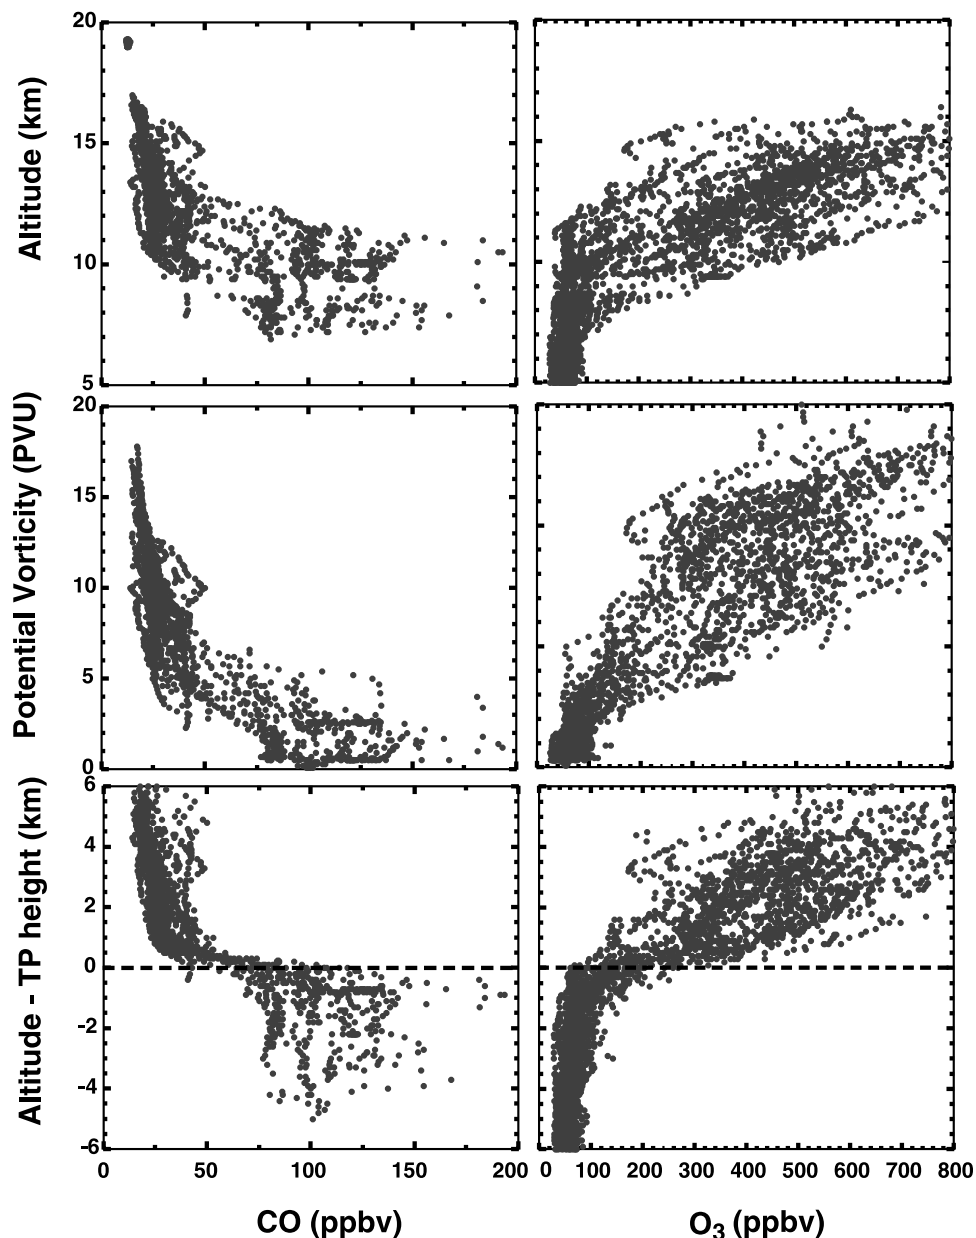 20
15
10
5
Altitude (km)
20
15
10
5
0
Potential Vorticity (PVU)
6
4
2
0
-2
-4
-6
Altitude - TP height (km)
0 50 100 150 200
0 100 200 300 400 500 600 700 800
CO (ppbv)
O3 (ppbv)